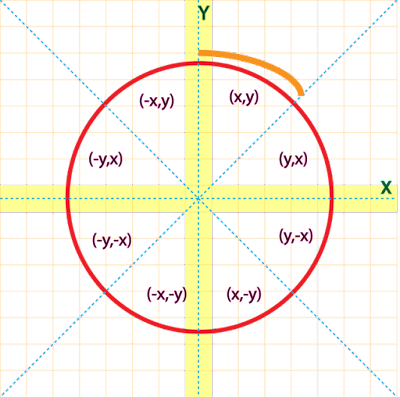 Y
(-x,y) (x,y)
(-y,x) (y,x)
X
(-y,-x) (y,-x)
(-x,-y) (x,-y)